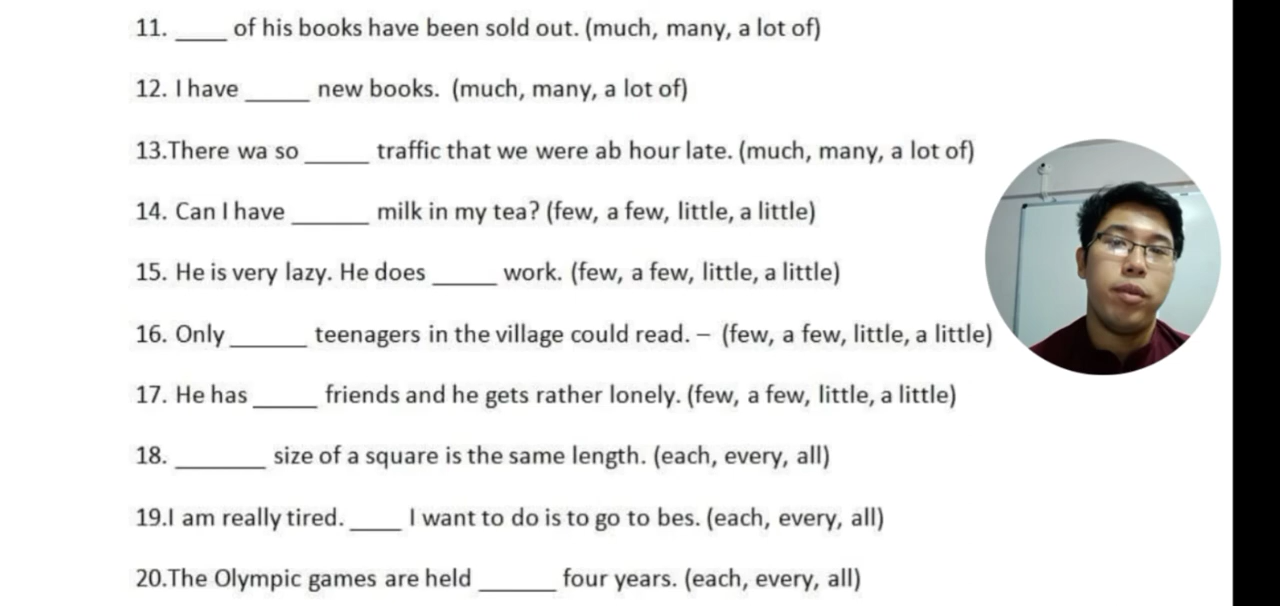 11. ____ of his books have been sold out. (much, many, a lot of)
12. I have _____ new books. (much, many, a lot of)
13.There wa so _____ traffic that we were ab hour late. (much, many, a lot of)
14. Can I have ______ milk in my tea? (few, a few, little, a little)
15. He is very lazy. He does _____ work. (few, a few, little, a little)
16. Only ______ teenagers in the village could read. – (few, a few, little, a little)
17. He has _____ friends and he gets rather lonely. (few, a few, little, a little)
18. _______ size of a square is the same length. (each, every, all)
19.I am really tired. ____ I want to do is to go to bes. (each, every, all)
20.The Olympic games are held ______ four years. (each, every, all)